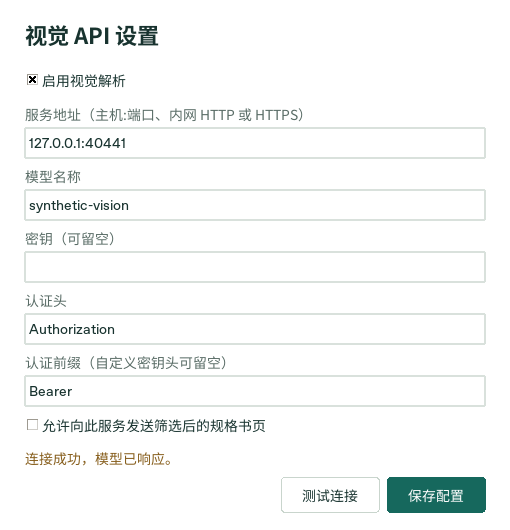 视觉 API 设置
启用视觉解析
服务地址（主机:端口、内网 HTTP 或 HTTPS）
127.0.0.1:40441
模型名称
synthetic-vision
密钥（可留空）
认证头
Authorization
认证前缀（自定义密钥头可留空）
Bearer
允许向此服务发送筛选后的规格书页
连接成功，模型已响应。
测试连接 保存配置